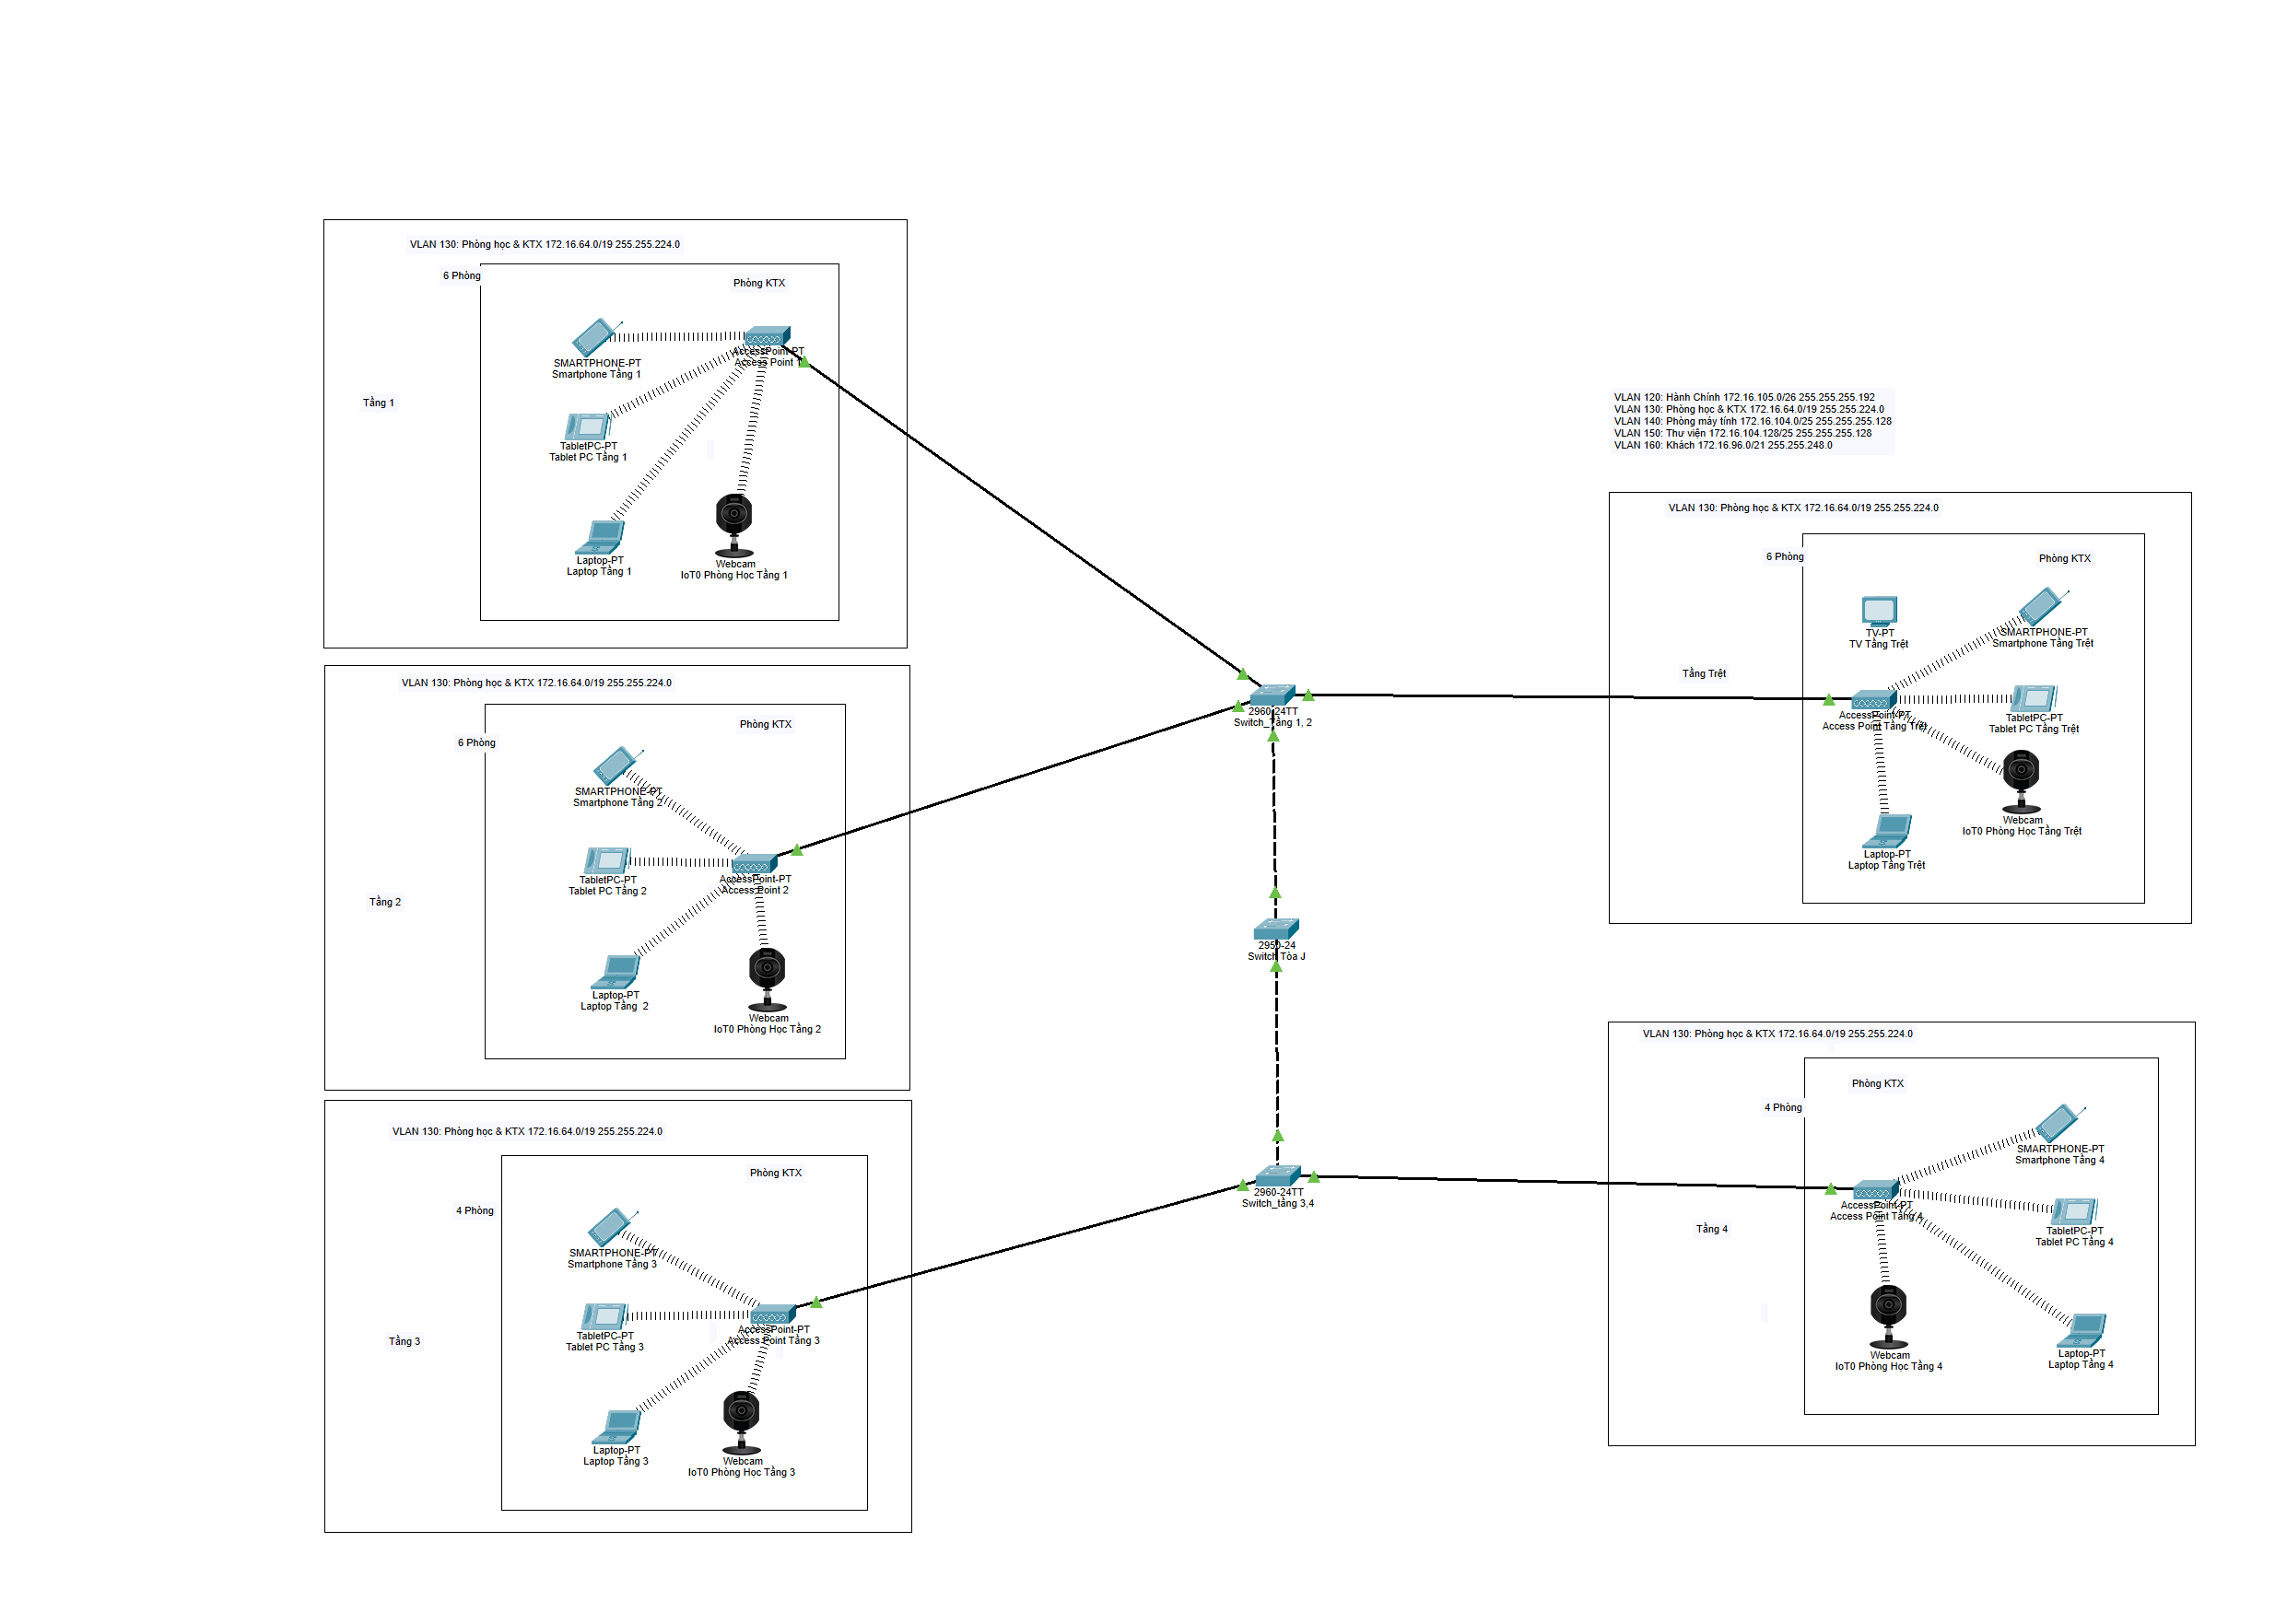 VLAN 130: Phòng học & KTX 172.16.64.0/19 255.255.224.0
6 Phòng
Phòng KTX
SMARTPHONE-PT
Smartphone Tầng 1
AccessPoint-PT
Access Point 1
Tầng 1
TabletPC-PT
Tablet PC Tầng 1
Laptop-PT
Laptop Tầng 1
Webcam
IoT0 Phòng Học Tầng 1
VLAN 130: Phòng học & KTX 172.16.64.0/19 255.255.224.0
Phòng KTX
6 Phòng
SMARTPHONE-PT
Smartphone Tầng 2
TabletPC-PT
Tablet PC Tầng 2
AccessPoint-PT
Access Point 2
Tầng 2
Laptop-PT
Laptop Tầng  2
Webcam
IoT0 Phòng Học Tầng 2
VLAN 130: Phòng học & KTX 172.16.64.0/19 255.255.224.0
Phòng KTX
4 Phòng
SMARTPHONE-PT
Smartphone Tầng 3
TabletPC-PT
Tablet PC Tầng 3
AccessPoint-PT
Access Point Tầng 3
Tầng 3
Laptop-PT
Laptop Tầng 3
Webcam
IoT0 Phòng Học Tầng 3
2960-24TT
Switch_Tầng 1, 2
2950-24
Switch Tòa J
2960-24TT
Switch_tầng 3,4
VLAN 120: Hành Chính 172.16.105.0/26 255.255.255.192
VLAN 130: Phòng học & KTX 172.16.64.0/19 255.255.224.0
VLAN 140: Phòng máy tính 172.16.104.0/25 255.255.255.128
VLAN 150: Thư viện 172.16.104.128/25 255.255.255.128
VLAN 160: Khách 172.16.96.0/21 255.255.248.0
VLAN 130: Phòng học & KTX 172.16.64.0/19 255.255.224.0
6 Phòng
Phòng KTX
TV-PT
TV Tầng Trệt
SMARTPHONE-PT
Smartphone Tầng Trệt
Tầng Trệt
AccessPoint-PT
Access Point Tầng Trệt
TabletPC-PT
Tablet PC Tầng Trệt
Webcam
IoT0 Phòng Học Tầng Trệt
Laptop-PT
Laptop Tầng Trệt
VLAN 130: Phòng học & KTX 172.16.64.0/19 255.255.224.0
Phòng KTX
4 Phòng
SMARTPHONE-PT
Smartphone Tầng 4
AccessPoint-PT
Access Point Tầng 4
Tầng 4
TabletPC-PT
Tablet PC Tầng 4
Webcam
IoT0 Phòng Học Tầng 4
Laptop-PT
Laptop Tầng 4